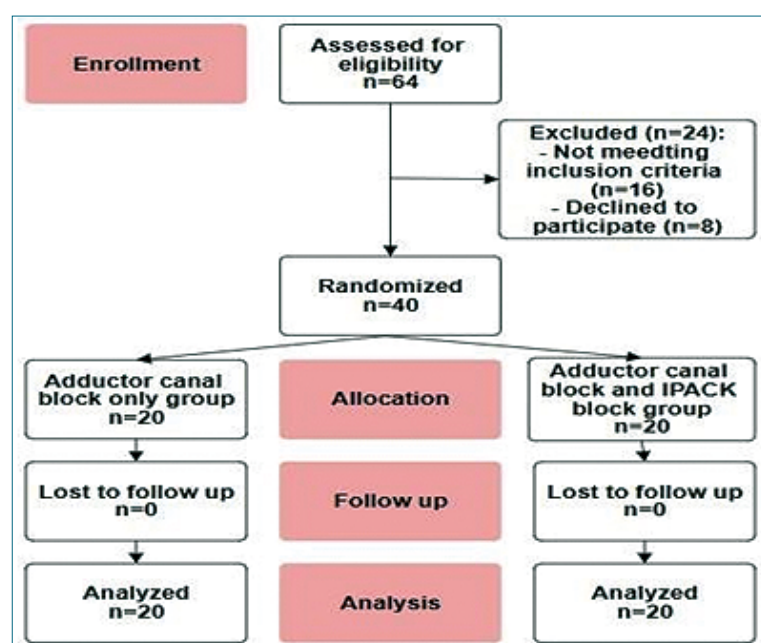 Enrollment
Assessed for
eligibility
n=64
Excluded (n=24):
- Not meedting
inclusion criteria
(n=16)
- Declined to
participate (n=8)
Randomized
n=40
Adductor canal
block only group
n=20
Allocation
Adductor canal
block and IPACK
block group
n=20
Lost to follow up
n=0
Follow up
Lost to follow up
n=0
Analyzed
n=20
Analysis
Analyzed
n=20